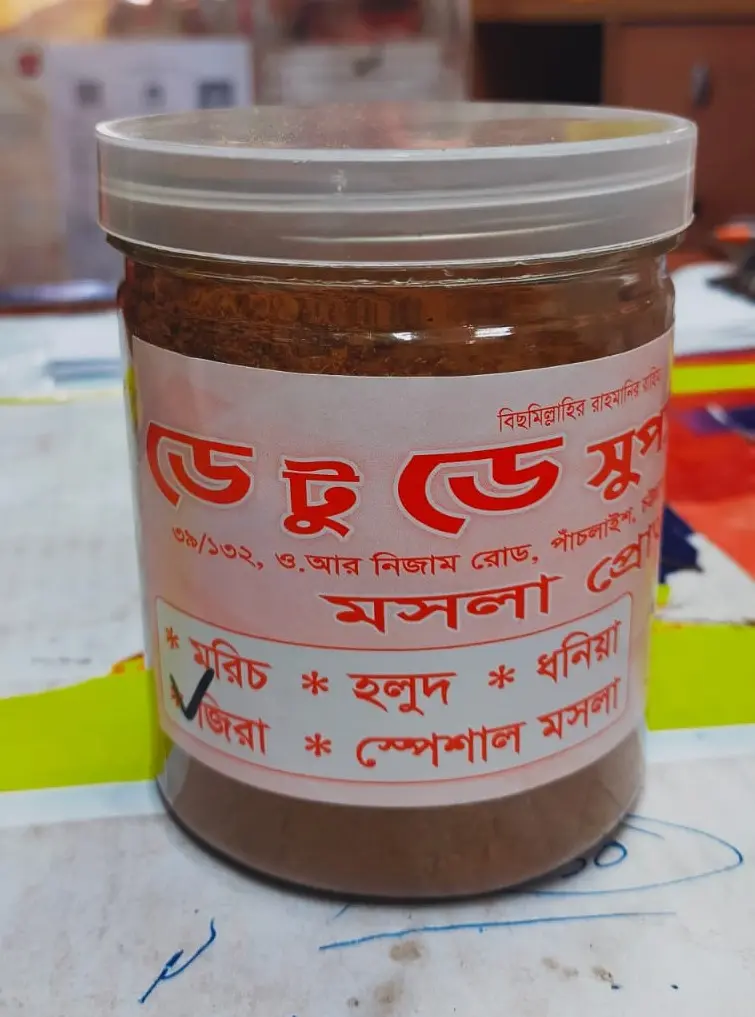 বিছমিল্লাহির রাহমানির রাহিম
ডে টু ডে
৩৯/১৩২, ও.আর নিজাম রোড, পাঁচলাইশ,
মসলা
* মরিচ * হলুদ * ধনিয়া
* জিরা * স্পেশাল মসলা